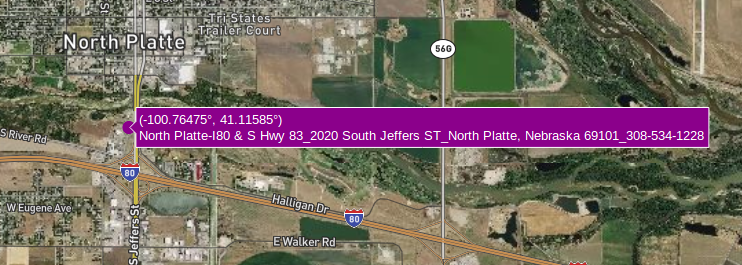 St
Tri States
Trailer Court
North Platte
56G
(-100.76475°, 41.11585°)
North Platte-I80 & S Hwy 83_2020 South Jeffers ST_North Platte, Nebraska 69101_308-534-1228
S River Rd
80
W Eugene Ave
S Jeffers St
Halligan Dr
80
E Walker Rd